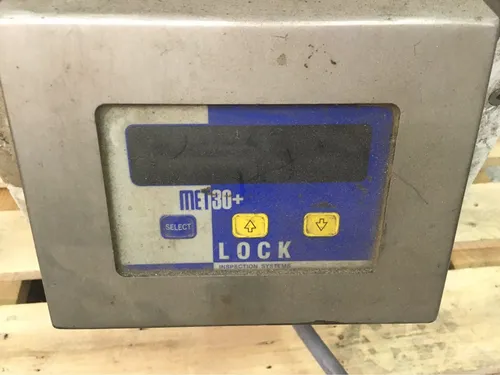 MET30+
SELECT
LOCK
INSPECTION SYSTEMS